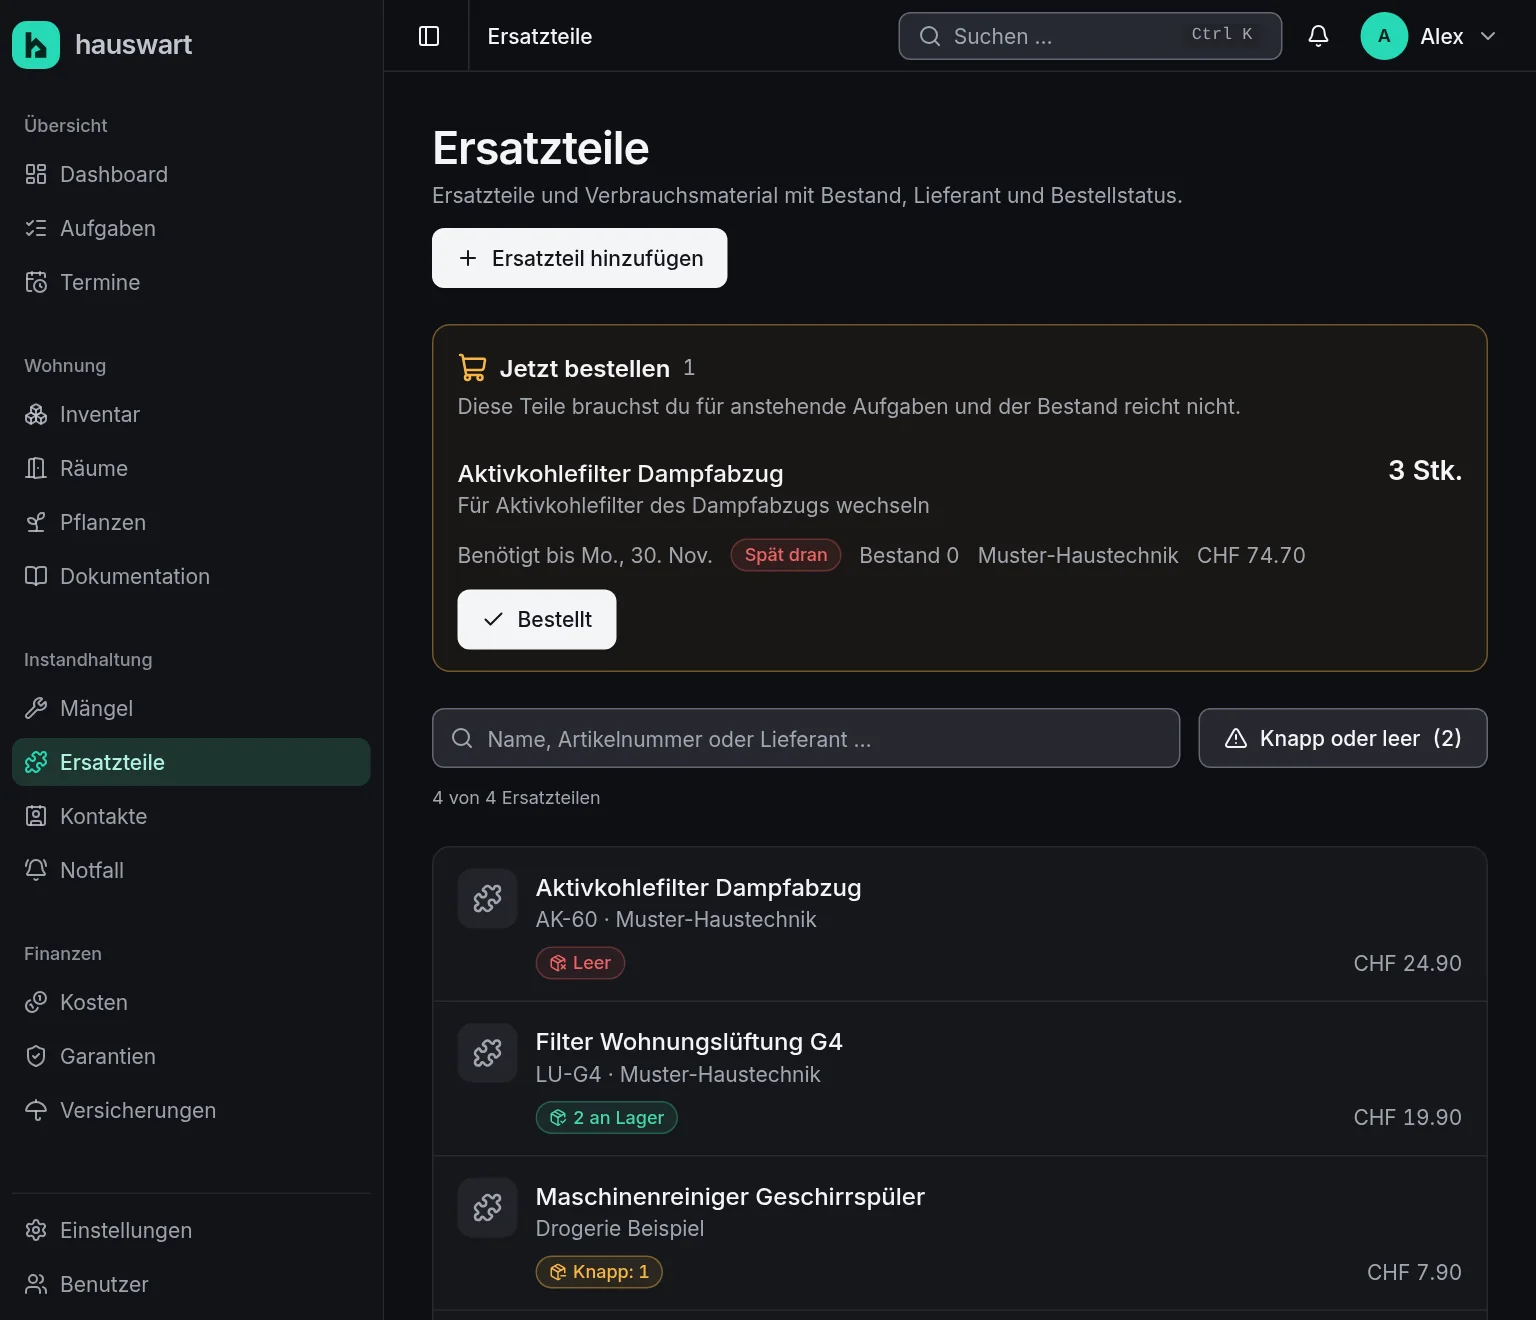 hauswart
Übersicht
Dashboard
Aufgaben
Termine
Wohnung
Inventar
Räume
Pflanzen
Dokumentation
Instandhaltung
Mängel
Ersatzteile
Kontakte
Notfall
Finanzen
Kosten
Garantien
Versicherungen
Einstellungen
Benutzer
Ersatzteile
Suchen ...
Ctrl K
A
Alex
Ersatzteile
Ersatzteile und Verbrauchsmaterial mit Bestand, Lieferant und Bestellstatus.
Ersatzteil hinzufügen
Jetzt bestellen 1
Diese Teile brauchst du für anstehende Aufgaben und der Bestand reicht nicht.
Aktivkohlefilter Dampfabzug
3 Stk.
Für Aktivkohlefilter des Dampfabzugs wechseln
Benötigt bis Mo., 30. Nov. Spät dran Bestand 0 Muster-Haustechnik CHF 74.70
Bestellt
Name, Artikelnummer oder Lieferant ...
Knapp oder leer (2)
4 von 4 Ersatzteilen
Aktivkohlefilter Dampfabzug
AK-60 · Muster-Haustechnik
Leer
CHF 24.90
Filter Wohnungslüftung G4
LU-G4 · Muster-Haustechnik
2 an Lager
CHF 19.90
Maschinenreiniger Geschirrspüler
Drogerie Beispiel
Knapp: 1
CHF 7.90